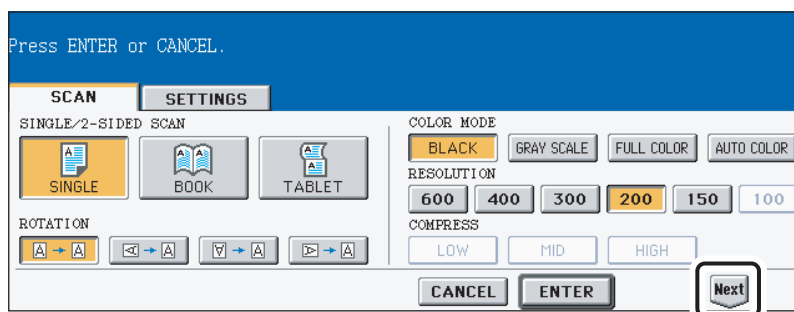 Press ENTER or CANCEL.
SCAN
SETTINGS
SINGLE/2-SIDED SCAN
SINGLE
BOOK
TABLET
ROTATION
A → A
A → A
A → A
A → A
COLOR MODE
BLACK
GRAY SCALE
FULL COLOR
AUTO COLOR
RESOLUTION
600
400
300
200
150
100
COMPRESS
LOW
MID
HIGH
CANCEL
ENTER
Next